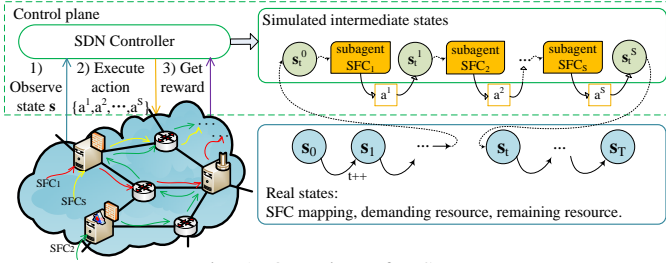 Control plane
SDN Controller
1) Observe state s
2) Execute action {a¹,a²,···,aˢ}
3) Get reward
SFC₁
SFCs
SFC₂
Simulated intermediate states
sₜ⁰
subagent SFC₁
a¹
sₜ¹
subagent SFC₂
a²
...
subagent SFCs
aˢ
sₜˢ
s₀
t++
s₁
...
sₜ
...
s_T
Real states:
SFC mapping, demanding resource, remaining resource.